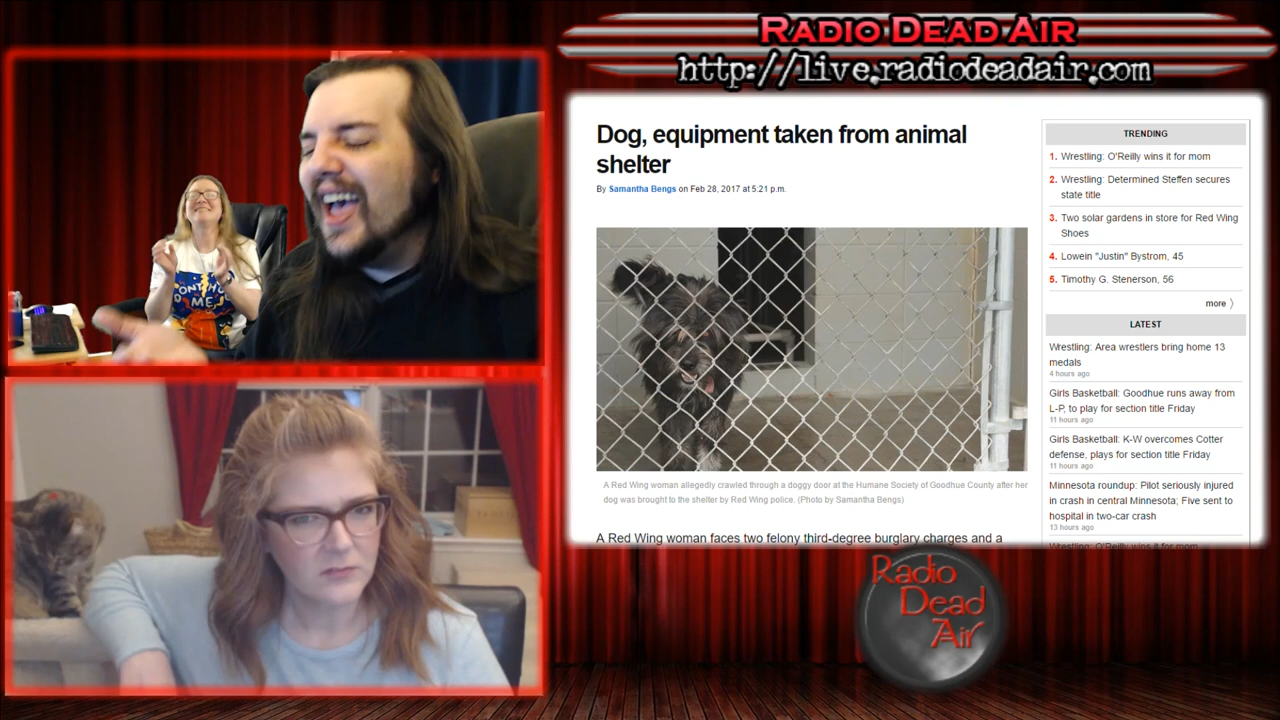 Radio Dead Air
http://live.radiodeadair.com
Dog, equipment taken from animal
shelter
By Samantha Bengs on Feb 28, 2017 at 5:21 p.m.
A Red Wing woman allegedly crawled through a doggy door at the Humane Society of Goodhue County after her
dog was brought to the shelter by Red Wing police. (Photo by Samantha Bengs)
A Red Wing woman faces two felony third-degree burglary charges and a
TRENDING
1. Wrestling: O'Reilly wins it for mom
2. Wrestling: Determined Steffen secures
state title
3. Two solar gardens in store for Red Wing
Shoes
4. Lowein "Justin" Bystrom, 45
5. Timothy G. Stenerson, 56
more 〉
LATEST
Wrestling: Area wrestlers bring home 13
medals
4 hours ago
Girls Basketball: Goodhue runs away from
L-P, to play for section title Friday
11 hours ago
Girls Basketball: K-W overcomes Cotter
defense, plays for section title Friday
11 hours ago
Minnesota roundup: Pilot seriously injured
in crash in central Minnesota; Five sent to
hospital in two-car crash
13 hours ago
Wrestling: O'Reilly wins it for mom
Radio
Dead
Air